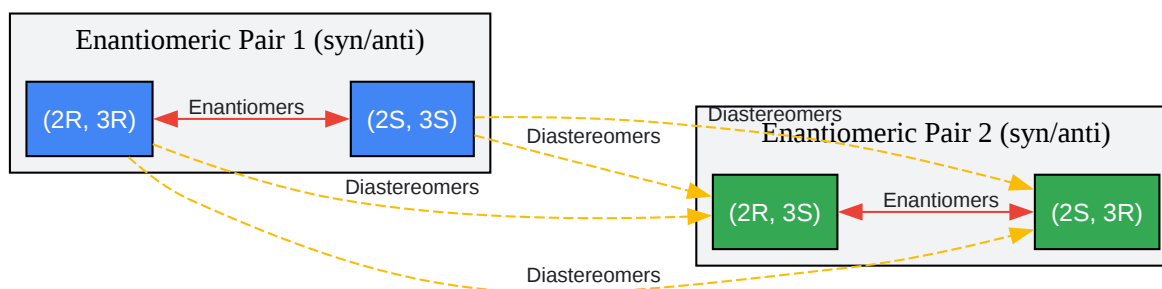 Enantiomeric Pair 1 (syn/anti)
(2R, 3R)
Enantiomers
(2S, 3S)
Diastereomers
Diastereomers
Enantiomeric Pair 2 (syn/anti)
Diastereomers
(2R, 3S)
Enantiomers
(2S, 3R)
Diastereomers